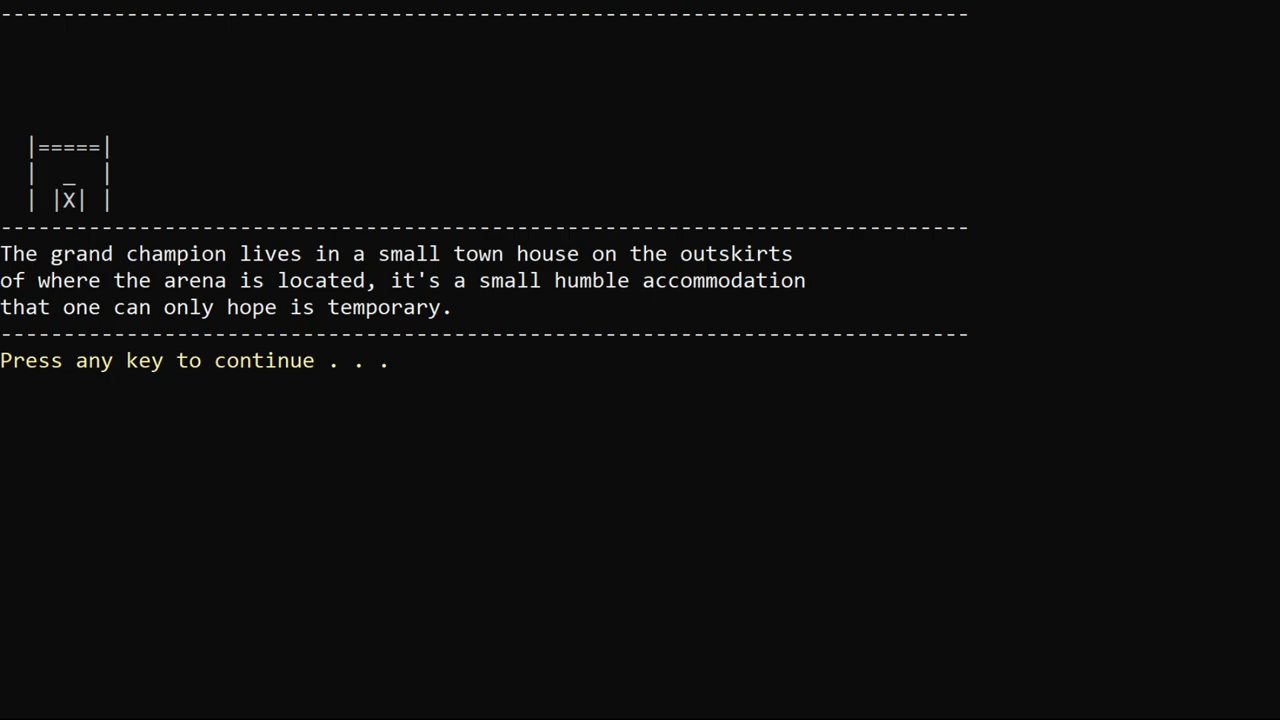 -----------------------------------------------------------------------------
|=====|
|  _  |
| |X| |
-----------------------------------------------------------------------------
The grand champion lives in a small town house on the outskirts
of where the arena is located, it's a small humble accommodation
that one can only hope is temporary.
-----------------------------------------------------------------------------
Press any key to continue . . .